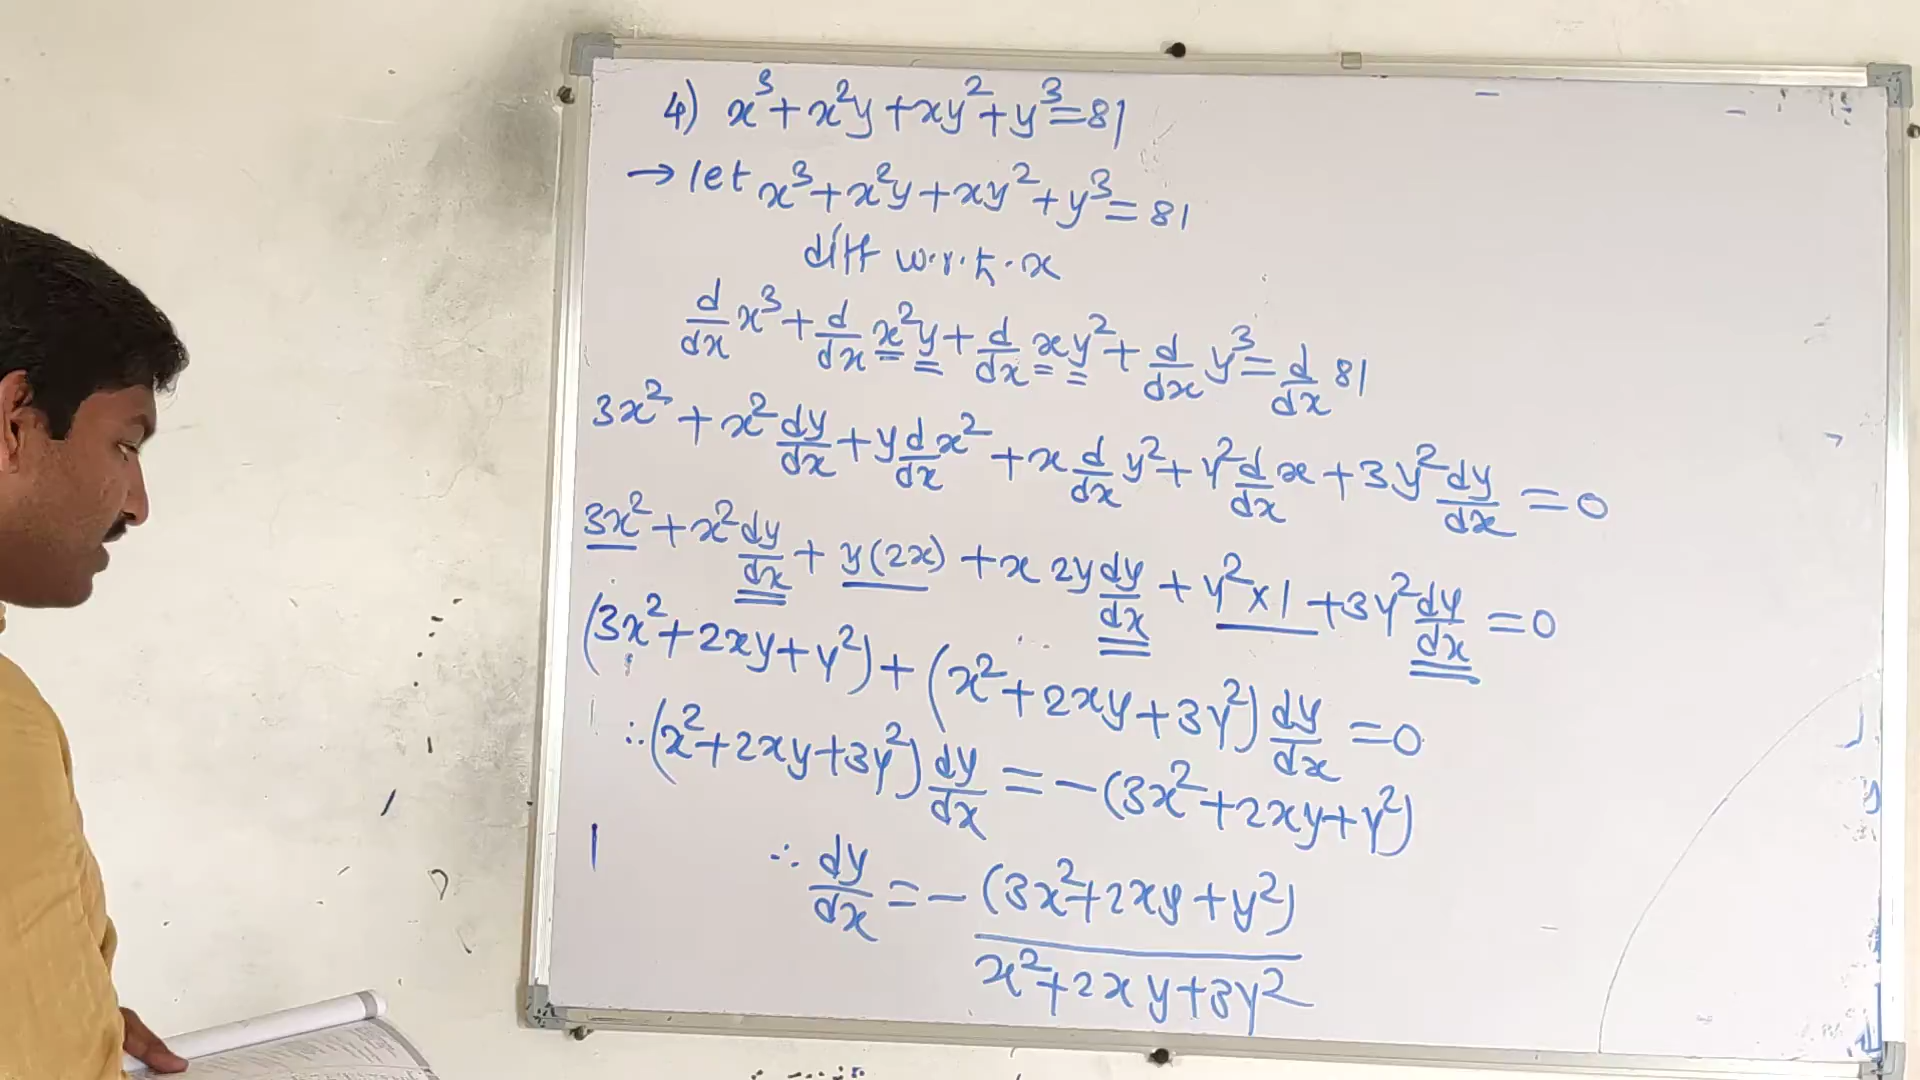 4) x³+x²y+xy²+y³=81
→ let x³+x²y+xy²+y³=81
diff w.r.t.x
d/dx x³+d/dx x²y+d/dx xy²+d/dx y³=d/dx 81
3x²+x² dy/dx+y d/dx x²+x d/dx y²+y² d/dx x+3y² dy/dx=0
3x²+x² dy/dx+y(2x)+x 2y dy/dx+y²×1+3y² dy/dx=0
(3x²+2xy+y²)+(x²+2xy+3y²) dy/dx=0
∴(x²+2xy+3y²) dy/dx=-(3x²+2xy+y²)
∴ dy/dx=-(3x²+2xy+y²)/x²+2xy+3y²